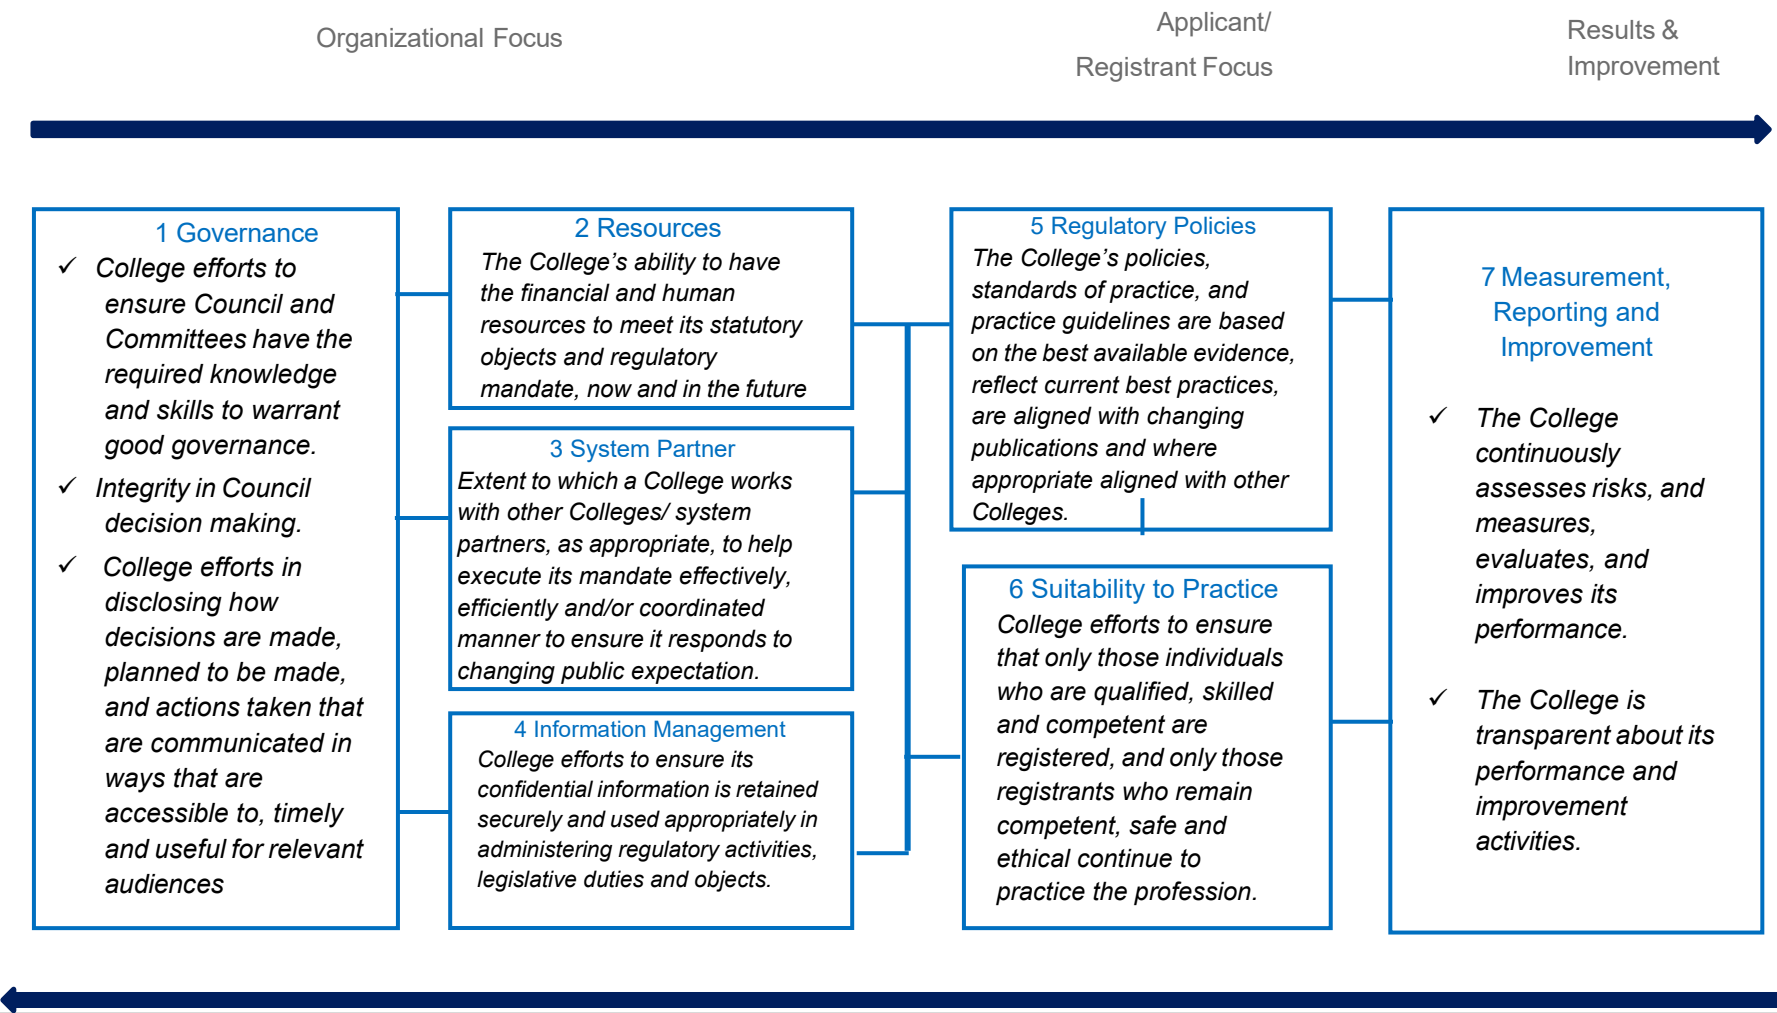 Organizational Focus
Applicant/
Registrant Focus
Results &
Improvement
1 Governance
✓ College efforts to
ensure Council and
Committees have the
required knowledge
and skills to warrant
good governance.
✓ Integrity in Council
decision making.
✓ College efforts in
disclosing how
decisions are made,
planned to be made,
and actions taken that
are communicated in
ways that are
accessible to, timely
and useful for relevant
audiences
2 Resources
The College’s ability to have
the financial and human
resources to meet its statutory
objects and regulatory
mandate, now and in the future
3 System Partner
Extent to which a College works
with other Colleges/ system
partners, as appropriate, to help
execute its mandate effectively,
efficiently and/or coordinated
manner to ensure it responds to
changing public expectation.
4 Information Management
College efforts to ensure its
confidential information is retained
securely and used appropriately in
administering regulatory activities,
legislative duties and objects.
5 Regulatory Policies
The College’s policies,
standards of practice, and
practice guidelines are based
on the best available evidence,
reflect current best practices,
are aligned with changing
publications and where
appropriate aligned with other
Colleges.
6 Suitability to Practice
College efforts to ensure
that only those individuals
who are qualified, skilled
and competent are
registered, and only those
registrants who remain
competent, safe and
ethical continue to
practice the profession.
7 Measurement,
Reporting and
Improvement
✓ The College
continuously
assesses risks, and
measures,
evaluates, and
improves its
performance.
✓ The College is
transparent about its
performance and
improvement
activities.